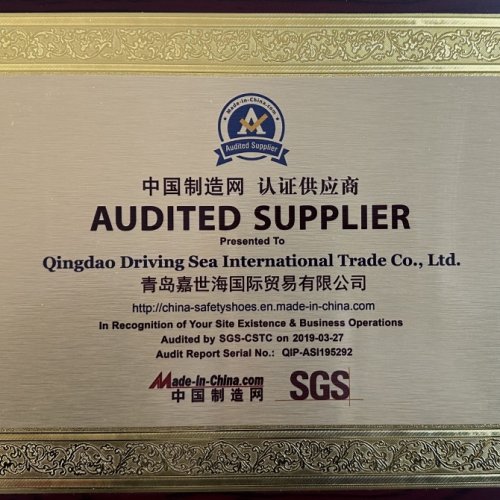 Made-in-China.com
Audited Supplier
中国制造网 认证供应商
AUDITED SUPPLIER
Presented To
Qingdao Driving Sea International Trade Co., Ltd.
青岛嘉世海国际贸易有限公司
http://china-safetyshoes.en.made-in-china.com
In Recognition of Your Site Existence & Business Operations
Audited by SGS-CSTC on 2019-03-27
Audit Report Serial No.: QIP-ASI195292
Made-in-China.com
中国制造网
SGS